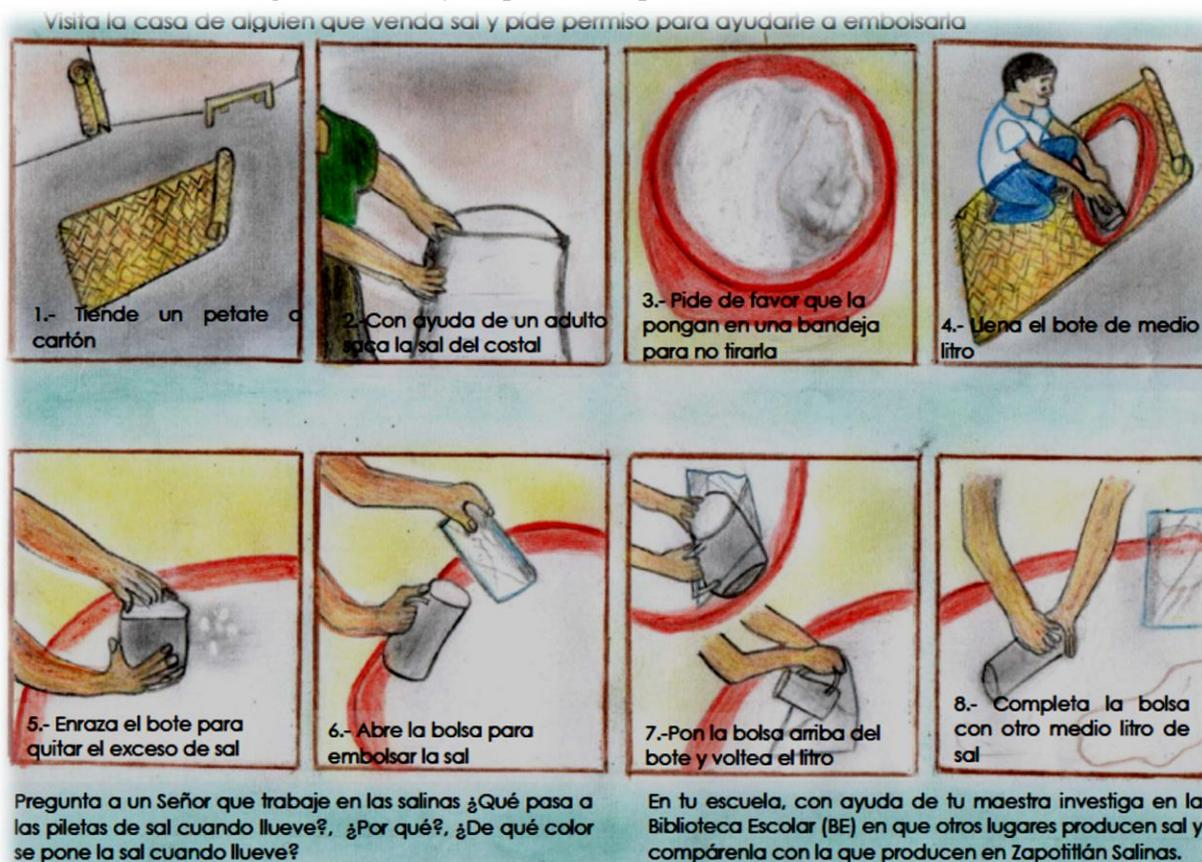 Visita la casa de alguien que venda sal y pide permiso para ayudarle a embolsarla
1.- Tiende un petate o
cartón
2.-Con ayuda de un adulto
saca la sal del costal
3.- Pide de favor que la
pongan en una bandeja
para no tirarla
4.- Llena el bote de medio
litro
5.- Enraza el bote para
quitar el exceso de sal
6.- Abre la bolsa para
embolsar la sal
7.-Pon la bolsa arriba del
bote y voltea el litro
8.- Completa la bolsa
con otro medio litro de
sal
Pregunta a un Señor que trabaje en las salinas ¿Qué pasa a
las piletas de sal cuando llueve?, ¿Por qué?, ¿De qué color
se pone la sal cuando llueve?
En tu escuela, con ayuda de tu maestra investiga en la
Biblioteca Escolar (BE) en que otros lugares producen sal y
compárenla con la que producen en Zapotitlán Salinas.